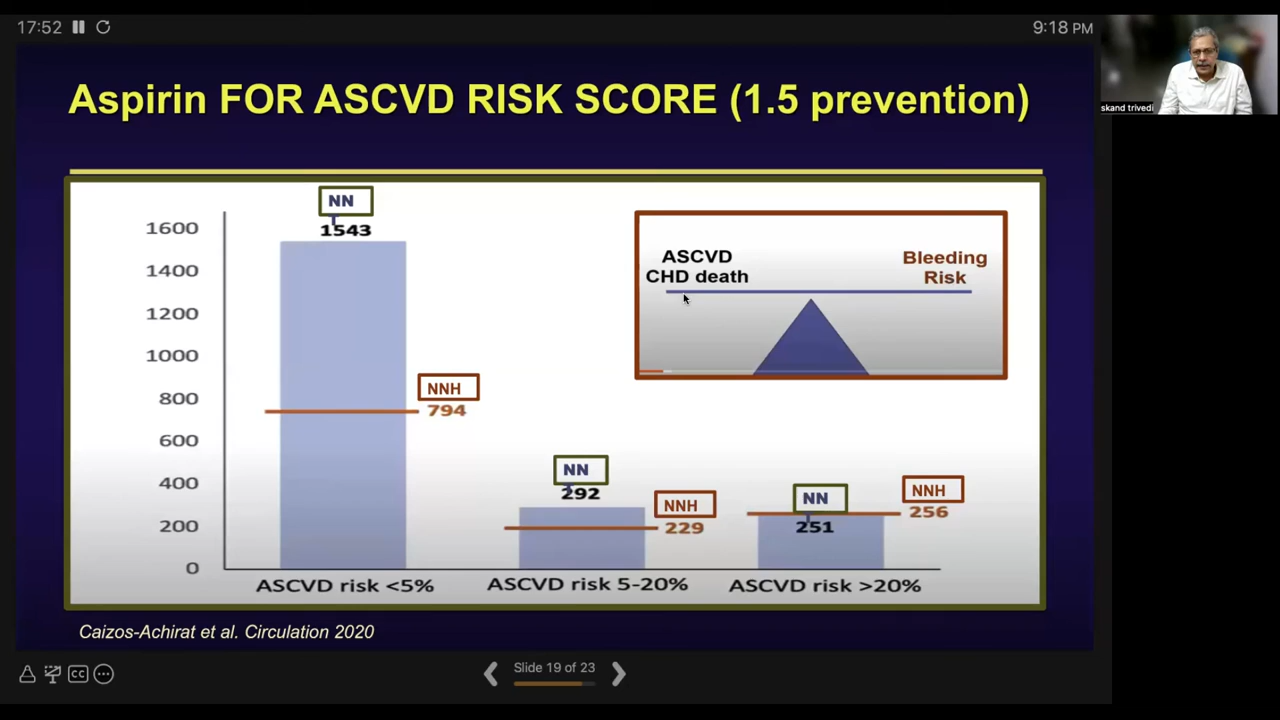 17:52
9:18 PM
skand trivedi
Aspirin FOR ASCVD RISK SCORE (1.5 prevention)
NN
T
1543
1600
1400
1200
1000
800
600
400
200
0
NNH
794
NN
292
NNH
229
NN
251
NNH
256
ASCVD
CHD death
Bleeding
Risk
ASCVD risk <5%
ASCVD risk 5-20%
ASCVD risk >20%
Caizos-Achirat et al. Circulation 2020
CC
Slide 19 of 23